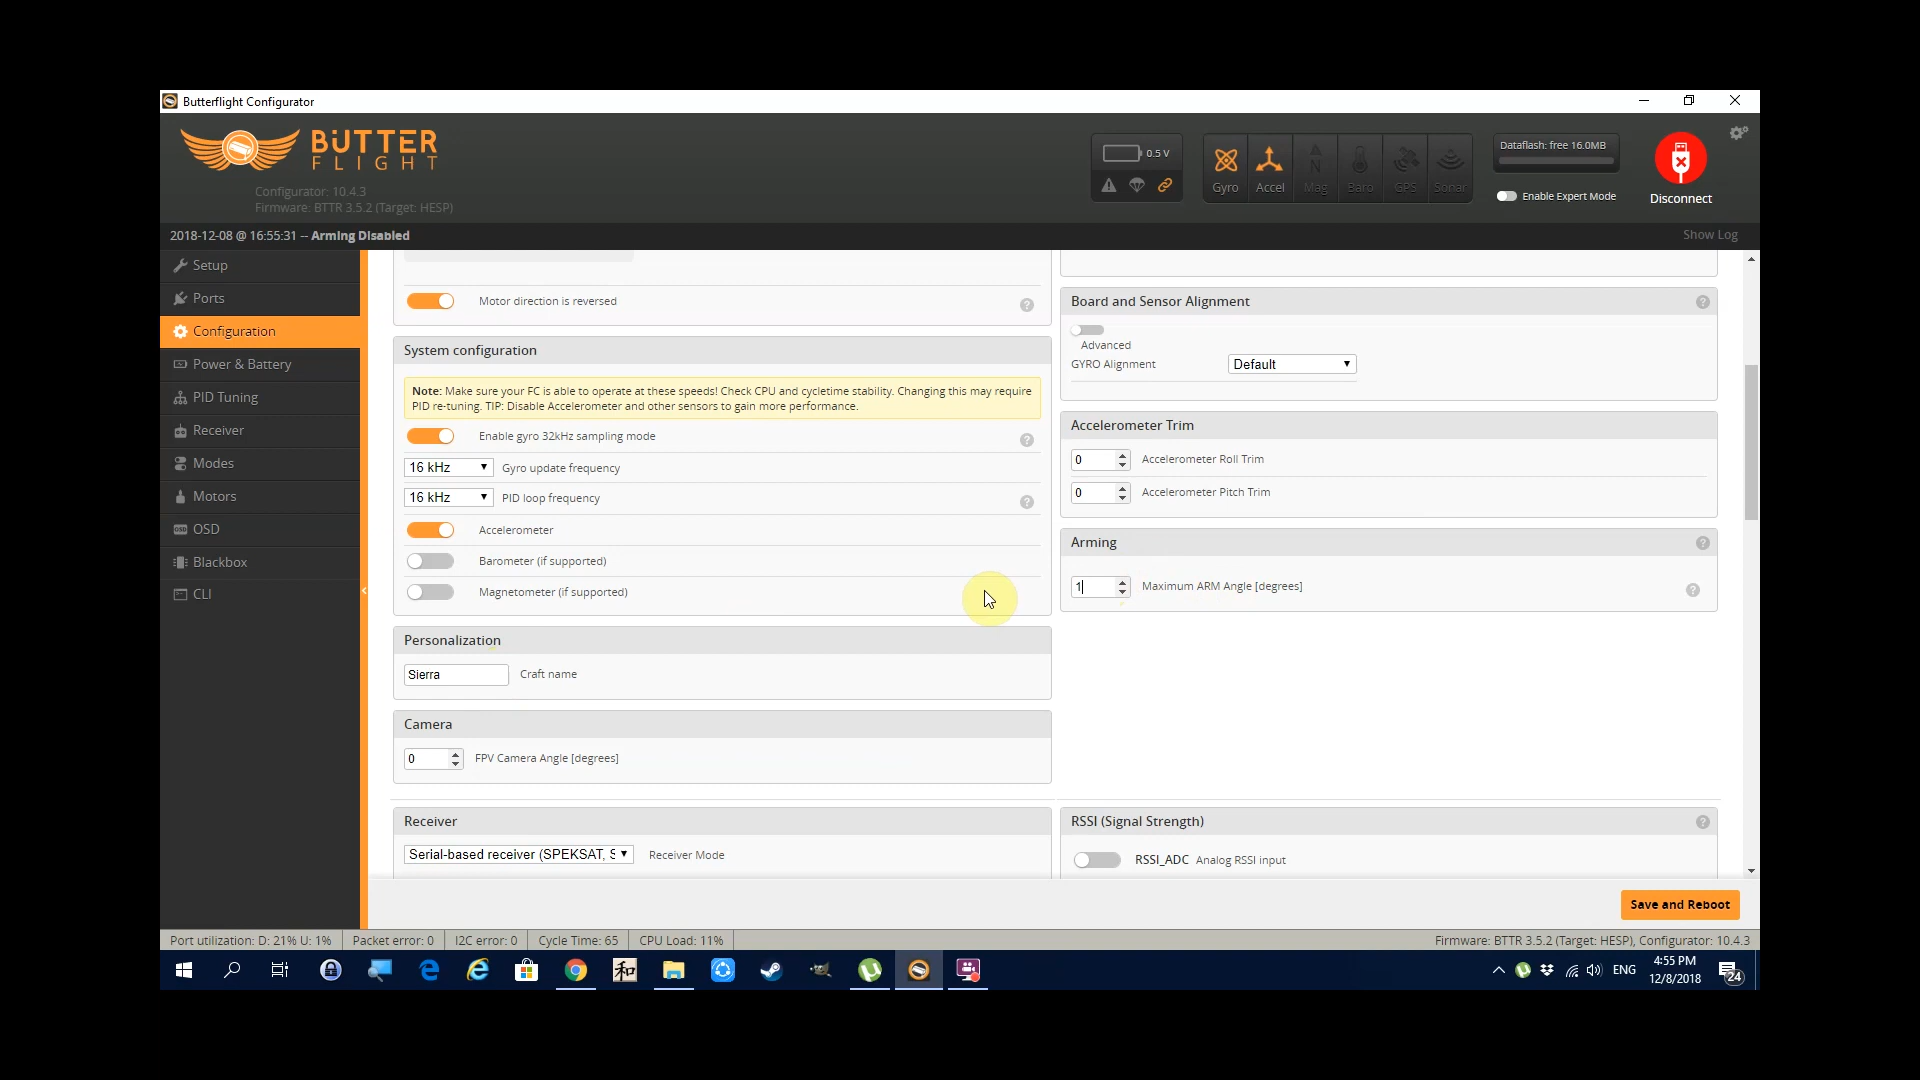 Butterflight Configurator
BUTTER
FLIGHT
Configurator: 10.4.3
Firmware: BTTR 3.5.2 (Target: HESP)
0.5 V
Gyro
Accel
Mag
Baro
GPS
Sonar
Dataflash: free 16.0MB
Enable Expert Mode
Disconnect
2018-12-08 @ 16:55:31 -- Arming Disabled
Show Log
Setup
Ports
Configuration
Power & Battery
PID Tuning
Receiver
Modes
Motors
OSD
Blackbox
CLI
Motor direction is reversed
System configuration
Note: Make sure your FC is able to operate at these speeds! Check CPU and cycletime stability. Changing this may require
PID re-tuning. TIP: Disable Accelerometer and other sensors to gain more performance.
Enable gyro 32kHz sampling mode
16 kHz Gyro update frequency
16 kHz PID loop frequency
Accelerometer
Barometer (if supported)
Magnetometer (if supported)
Personalization
Sierra Craft name
Camera
0 FPV Camera Angle [degrees]
Receiver
Serial-based receiver (SPEKSAT, S Receiver Mode
Board and Sensor Alignment
Advanced
GYRO Alignment Default
Accelerometer Trim
0 Accelerometer Roll Trim
0 Accelerometer Pitch Trim
Arming
1 Maximum ARM Angle [degrees]
RSSI (Signal Strength)
RSSI_ADC Analog RSSI input
Save and Reboot
Port utilization: D: 21% U: 1% Packet error: 0 I2C error: 0 Cycle Time: 65 CPU Load: 11%
Firmware: BTTR 3.5.2 (Target: HESP), Configurator: 10.4.3
和
ENG
4:55 PM
12/8/2018
24